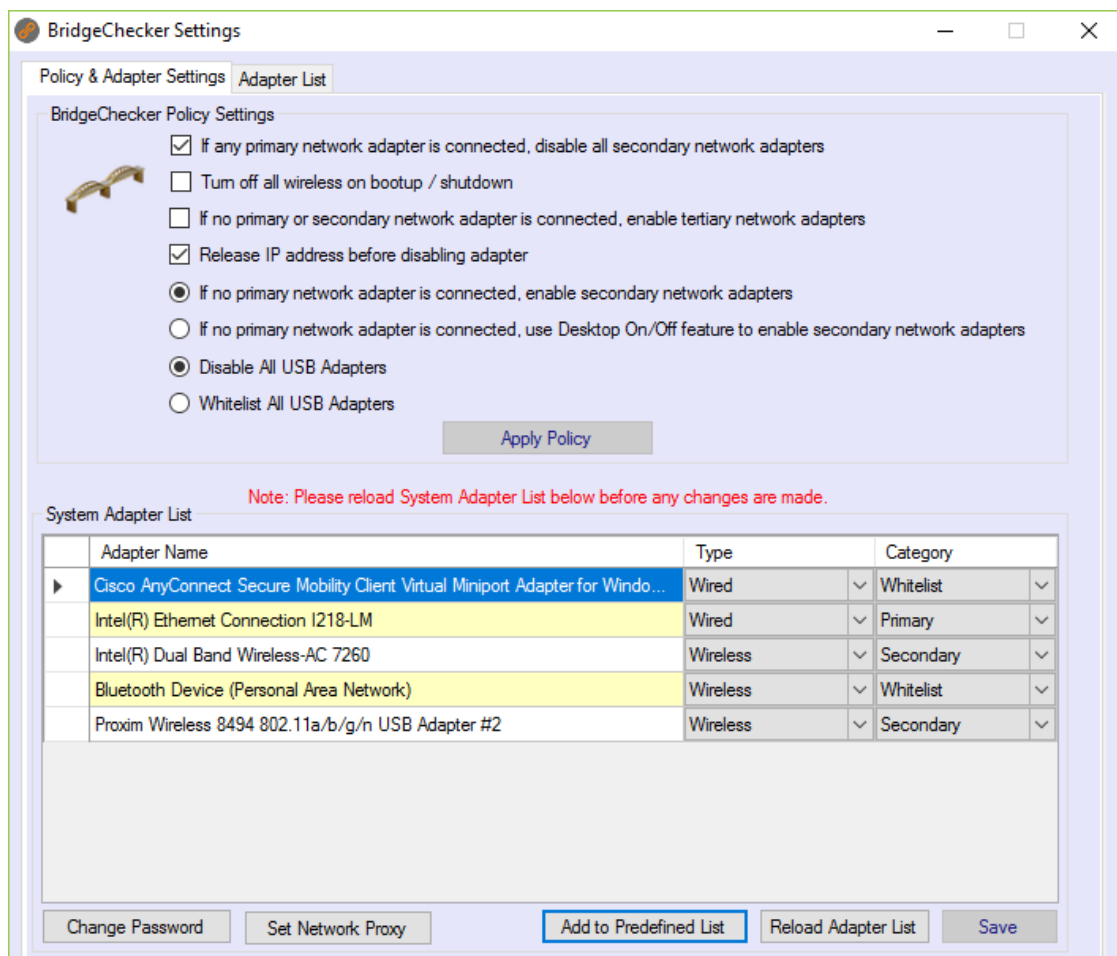 BridgeChecker Settings
Policy & Adapter Settings Adapter List
BridgeChecker Policy Settings
If any primary network adapter is connected, disable all secondary network adapters
Turn off all wireless on bootup / shutdown
If no primary or secondary network adapter is connected, enable tertiary network adapters
Release IP address before disabling adapter
If no primary network adapter is connected, enable secondary network adapters
If no primary network adapter is connected, use Desktop On/Off feature to enable secondary network adapters
Disable All USB Adapters
Whitelist All USB Adapters
Apply Policy
Note: Please reload System Adapter List below before any changes are made.
System Adapter List
Adapter Name Type Category
Cisco AnyConnect Secure Mobility Client Virtual Miniport Adapter for Windo... Wired Whitelist
Intel(R) Ethernet Connection I218-LM Wired Primary
Intel(R) Dual Band Wireless-AC 7260 Wireless Secondary
Bluetooth Device (Personal Area Network) Wireless Whitelist
Proxim Wireless 8494 802.11a/b/g/n USB Adapter #2 Wireless Secondary
Change Password Set Network Proxy Add to Predefined List Reload Adapter List Save